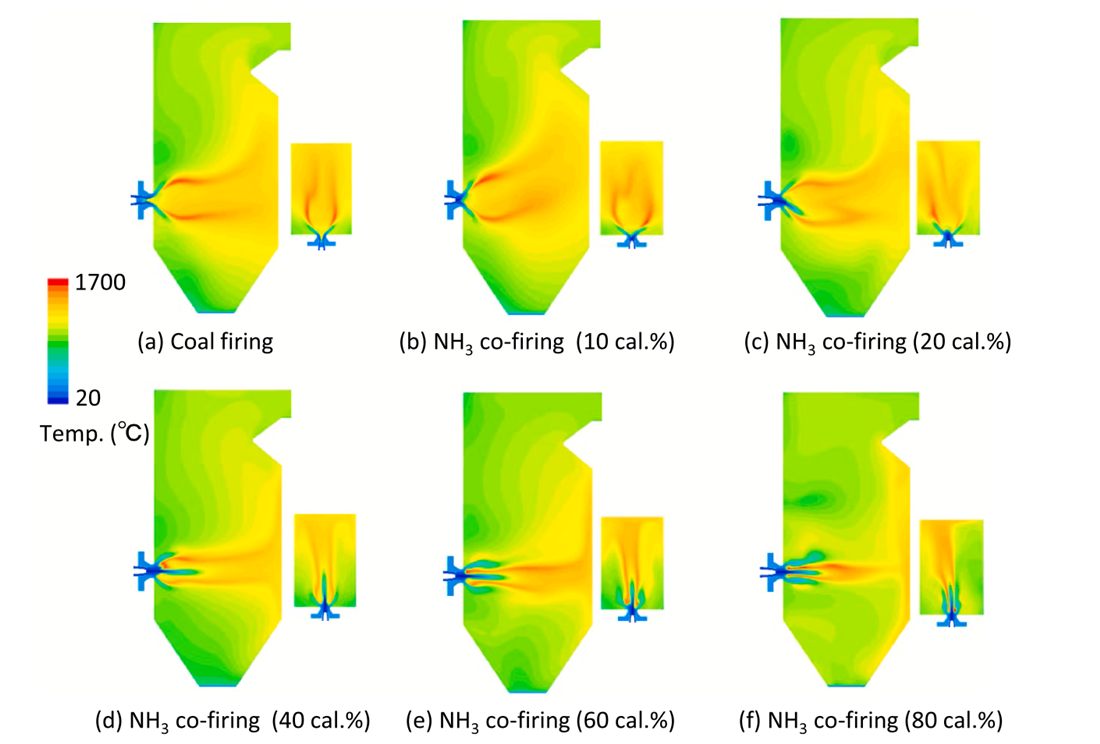 1700
20
Temp. (℃)
(a) Coal firing
(b) NH₃ co-firing (10 cal.%)
(c) NH₃ co-firing (20 cal.%)
(d) NH₃ co-firing (40 cal.%)
(e) NH₃ co-firing (60 cal.%)
(f) NH₃ co-firing (80 cal.%)